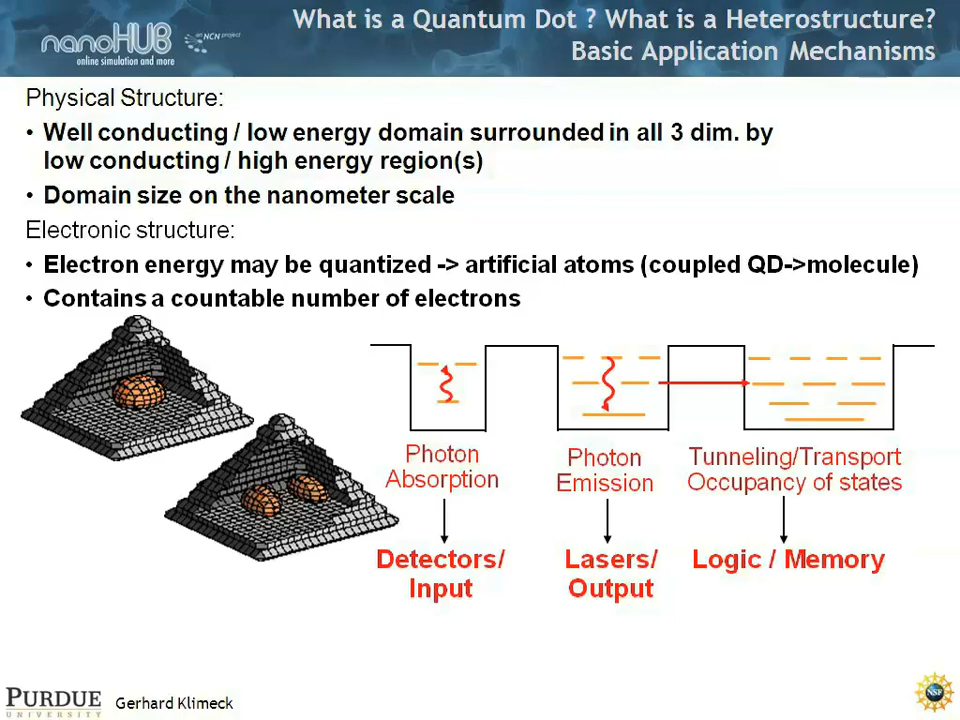 What is a Quantum Dot ? What is a Heterostructure?
Basic Application Mechanisms
nanoHUB
an NCN project
online simulation and more
Physical Structure:
• Well conducting / low energy domain surrounded in all 3 dim. by
low conducting / high energy region(s)
• Domain size on the nanometer scale
Electronic structure:
• Electron energy may be quantized -> artificial atoms (coupled QD->molecule)
• Contains a countable number of electrons
Photon
Absorption
Photon
Emission
Tunneling/Transport
Occupancy of states
Detectors/
Input
Lasers/
Output
Logic / Memory
PURDUE
UNIVERSITY
Gerhard Klimeck
NSF